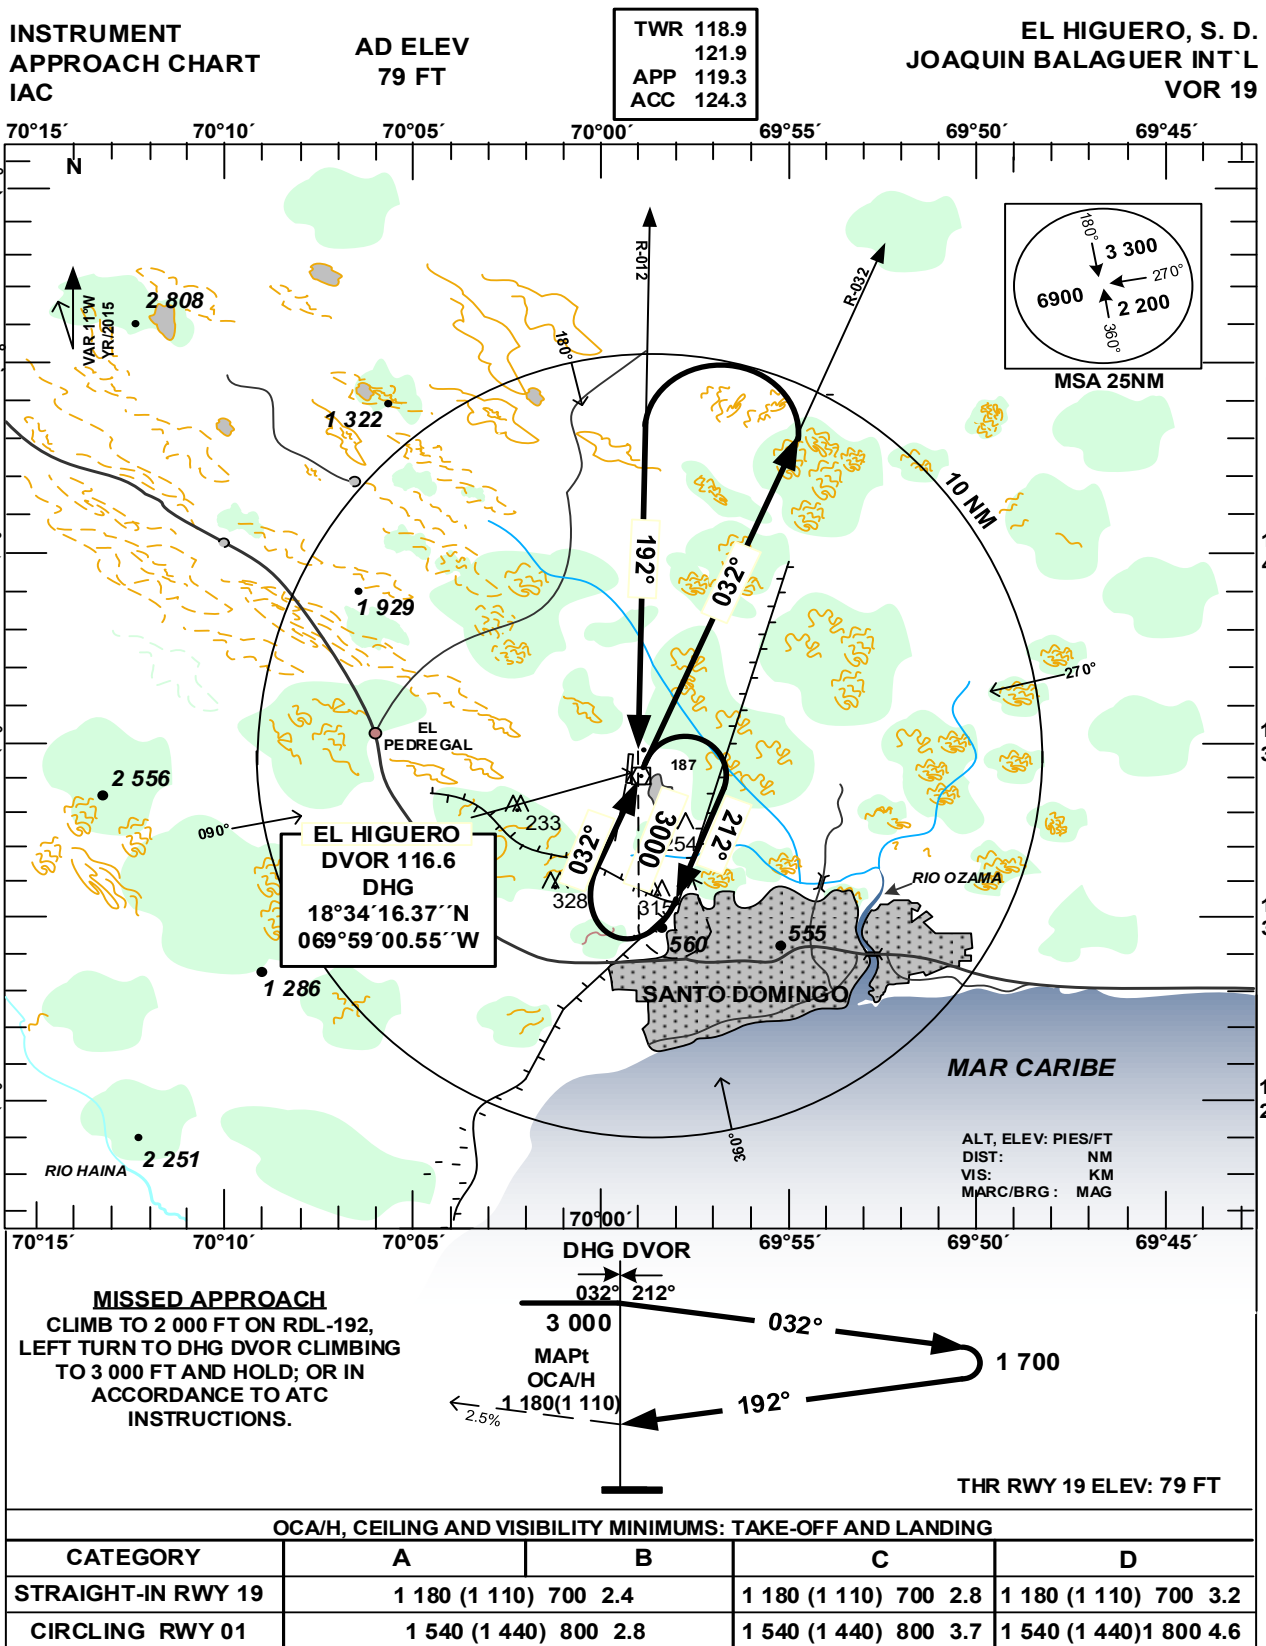 INSTRUMENT
APPROACH CHART
IAC
AD ELEV
79 FT
TWR 118.9
121.9
APP 119.3
ACC 124.3
EL HIGUERO, S. D.
JOAQUIN BALAGUER INT`L
VOR 19
70°15´ 70°10´ 70°05´ 70°00´ 69°55´ 69°50´ 69°45´
N
VAR 11°W
YR/2015
2 808
R-012
R-032
180°
3 300
270°
6900
2 200
360°
MSA 25NM
180°
1 322
10 NM
192°
032°
1 929
270°
EL
PEDREGAL
187
2 556
090°
233
EL HIGUERO
DVOR 116.6
DHG
18°34´16.37´´N
069°59´00.55´´W
032°
3000
254
212°
328
315
RIO OZAMA
560
555
1 286
SANTO DOMINGO
MAR CARIBE
360°
ALT, ELEV: PIES/FT
DIST: NM
VIS: KM
MARC/BRG : MAG
2 251
RIO HAINA
70°15´ 70°10´ 70°05´ 70°00´ 69°55´ 69°50´ 69°45´
DHG DVOR
032° 212°
3 000
032°
MAPt
OCA/H
1 180(1 110)
1 700
192°
2.5%
MISSED APPROACH
CLIMB TO 2 000 FT ON RDL-192,
LEFT TURN TO DHG DVOR CLIMBING
TO 3 000 FT AND HOLD; OR IN
ACCORDANCE TO ATC
INSTRUCTIONS.
THR RWY 19 ELEV: 79 FT
OCA/H, CEILING AND VISIBILITY MINIMUMS: TAKE-OFF AND LANDING
CATEGORY A B C D
STRAIGHT-IN RWY 19 1 180 (1 110) 700 2.4 1 180 (1 110) 700 2.8 1 180 (1 110) 700 3.2
CIRCLING RWY 01 1 540 (1 440) 800 2.8 1 540 (1 440) 800 3.7 1 540 (1 440)1 800 4.6